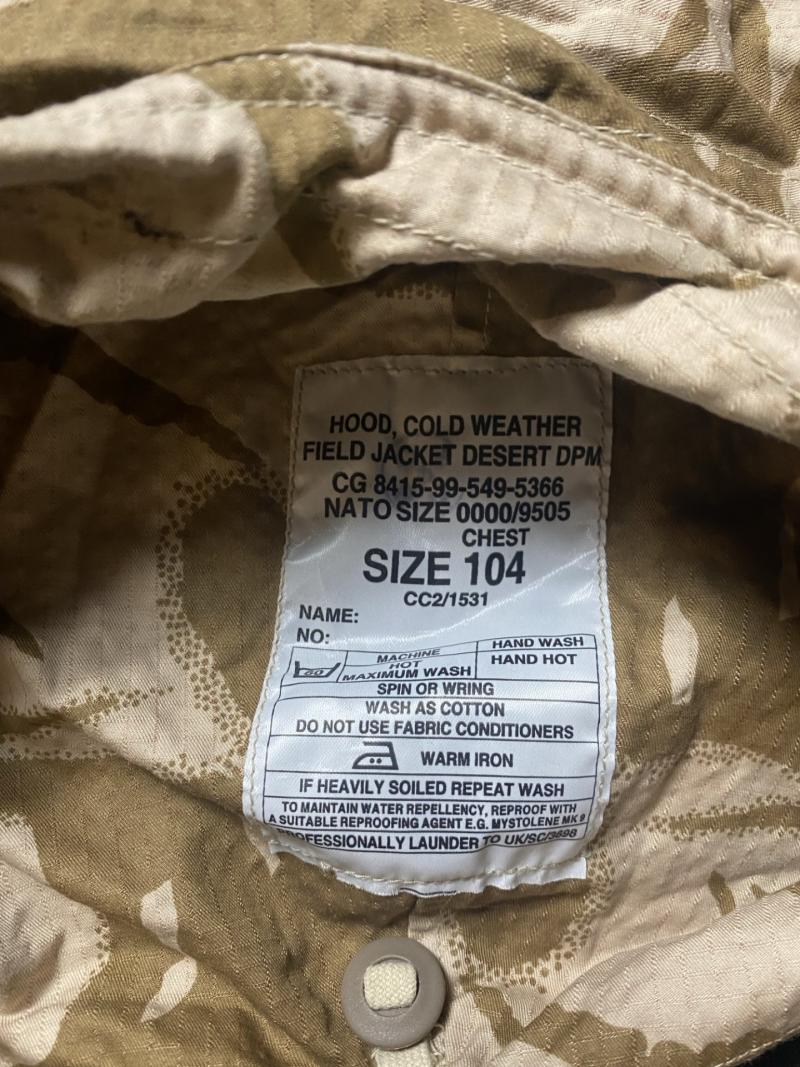 HOOD, COLD WEATHER
FIELD JACKET DESERT DPM
CG 8415-99-549-5366
NATO SIZE 0000/9505
CHEST
SIZE 104
CC2/1531
NAME:
NO:
60
MACHINE
HOT
MAXIMUM WASH
HAND WASH
HAND HOT
SPIN OR WRING
WASH AS COTTON
DO NOT USE FABRIC CONDITIONERS
WARM IRON
IF HEAVILY SOILED REPEAT WASH
TO MAINTAIN WATER REPELLENCY, REPROOF WITH
A SUITABLE REPROOFING AGENT E.G. MYSTOLENE MK 9
PROFESSIONALLY LAUNDER TO UK/SC/3698